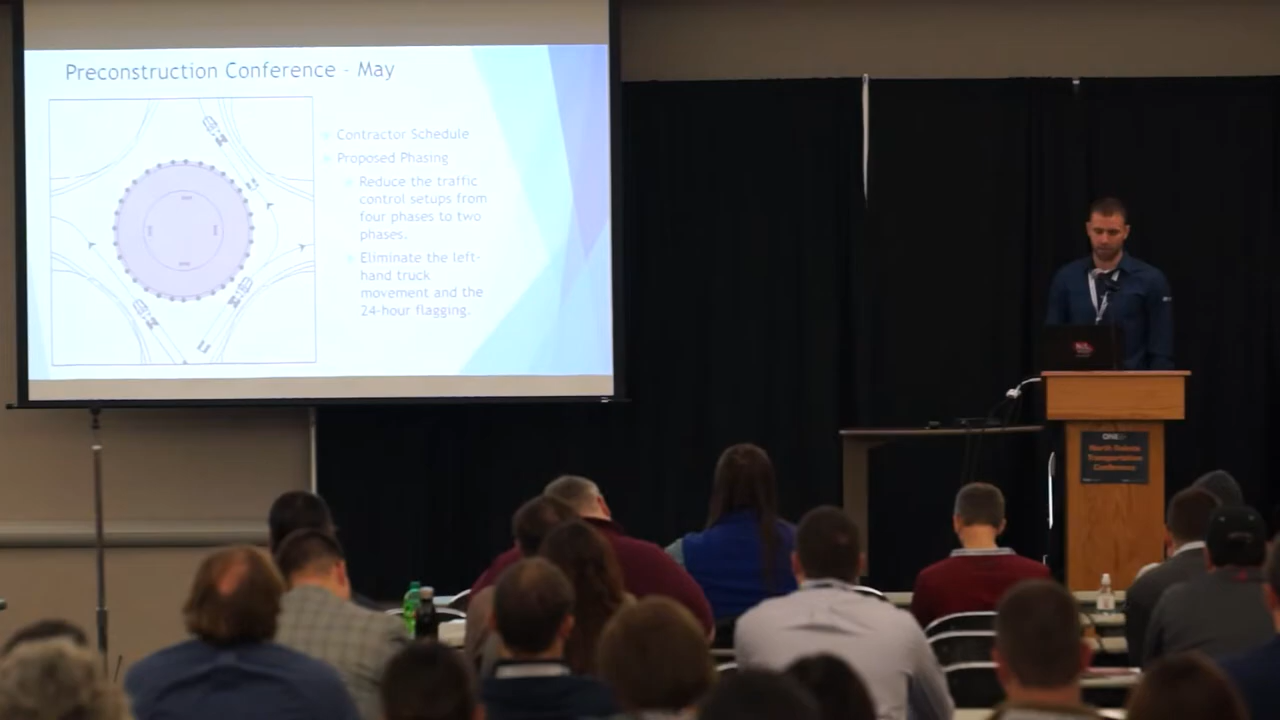 Preconstruction Conference - May
Contractor Schedule
Proposed Phasing
Reduce the traffic
control setups from
four phases to two
phases.
Eliminate the left-
hand truck
movement and the
24-hour flagging.
ONE
North Dakota
Transportation
Conference